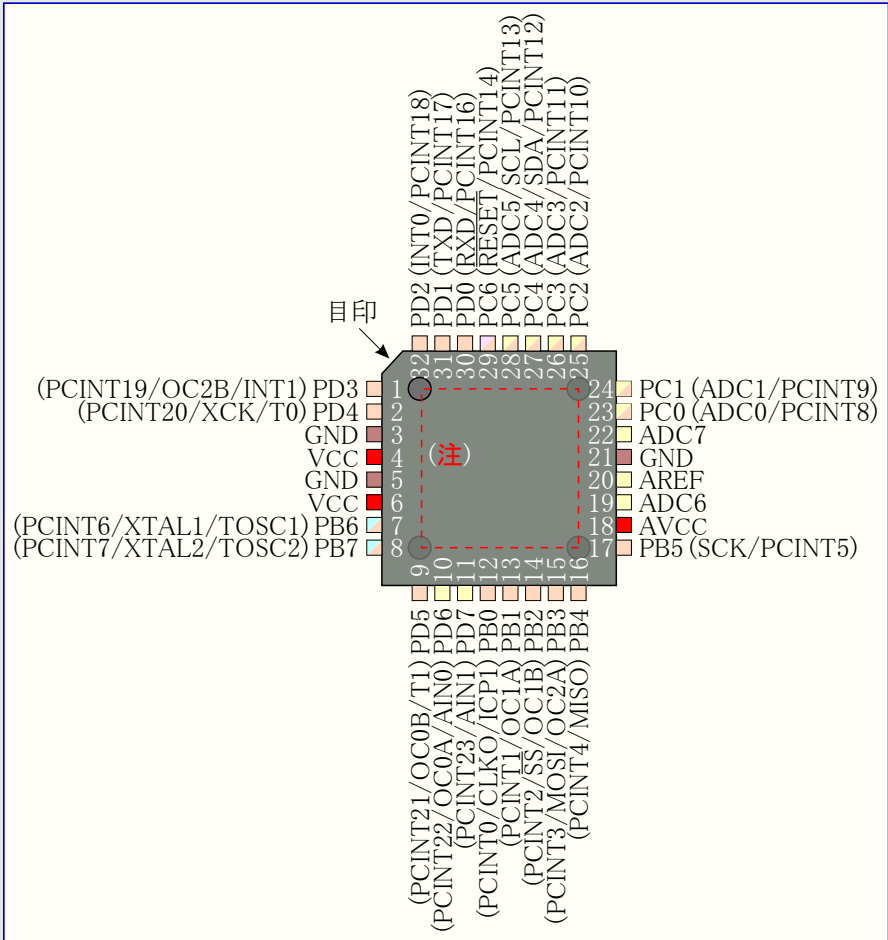 PD2 (INT0/PCINT18)
PD1 (TXD/PCINT17)
PD0 (RXD/PCINT16)
PC6 (RESET/PCINT14)
PC5 (ADC5/SCL/PCINT13)
PC4 (ADC4/SDA/PCINT12)
PC3 (ADC3/PCINT11)
PC2 (ADC2/PCINT10)
目印
32 31 30 29 28 27 26 25
(PCINT19/OC2B/INT1) PD3 1
(PCINT20/XCK/T0) PD4 2
GND 3
VCC 4
GND 5
VCC 6
(PCINT6/XTAL1/TOSC1) PB6 7
(PCINT7/XTAL2/TOSC2) PB7 8
(注)
24 PC1 (ADC1/PCINT9)
23 PC0 (ADC0/PCINT8)
22 ADC7
21 GND
20 AREF
19 ADC6
18 AVCC
17 PB5 (SCK/PCINT5)
9 10 11 12 13 14 15 16
(PCINT21/OC0B/T1) PD5
(PCINT22/OC0A/AIN0) PD6
(PCINT23/AIN1) PD7
(PCINT0/CLKO/ICP1) PB0
(PCINT1/OC1A) PB1
(PCINT2/SS/OC1B) PB2
(PCINT3/MOSI/OC2A) PB3
(PCINT4/MISO) PB4